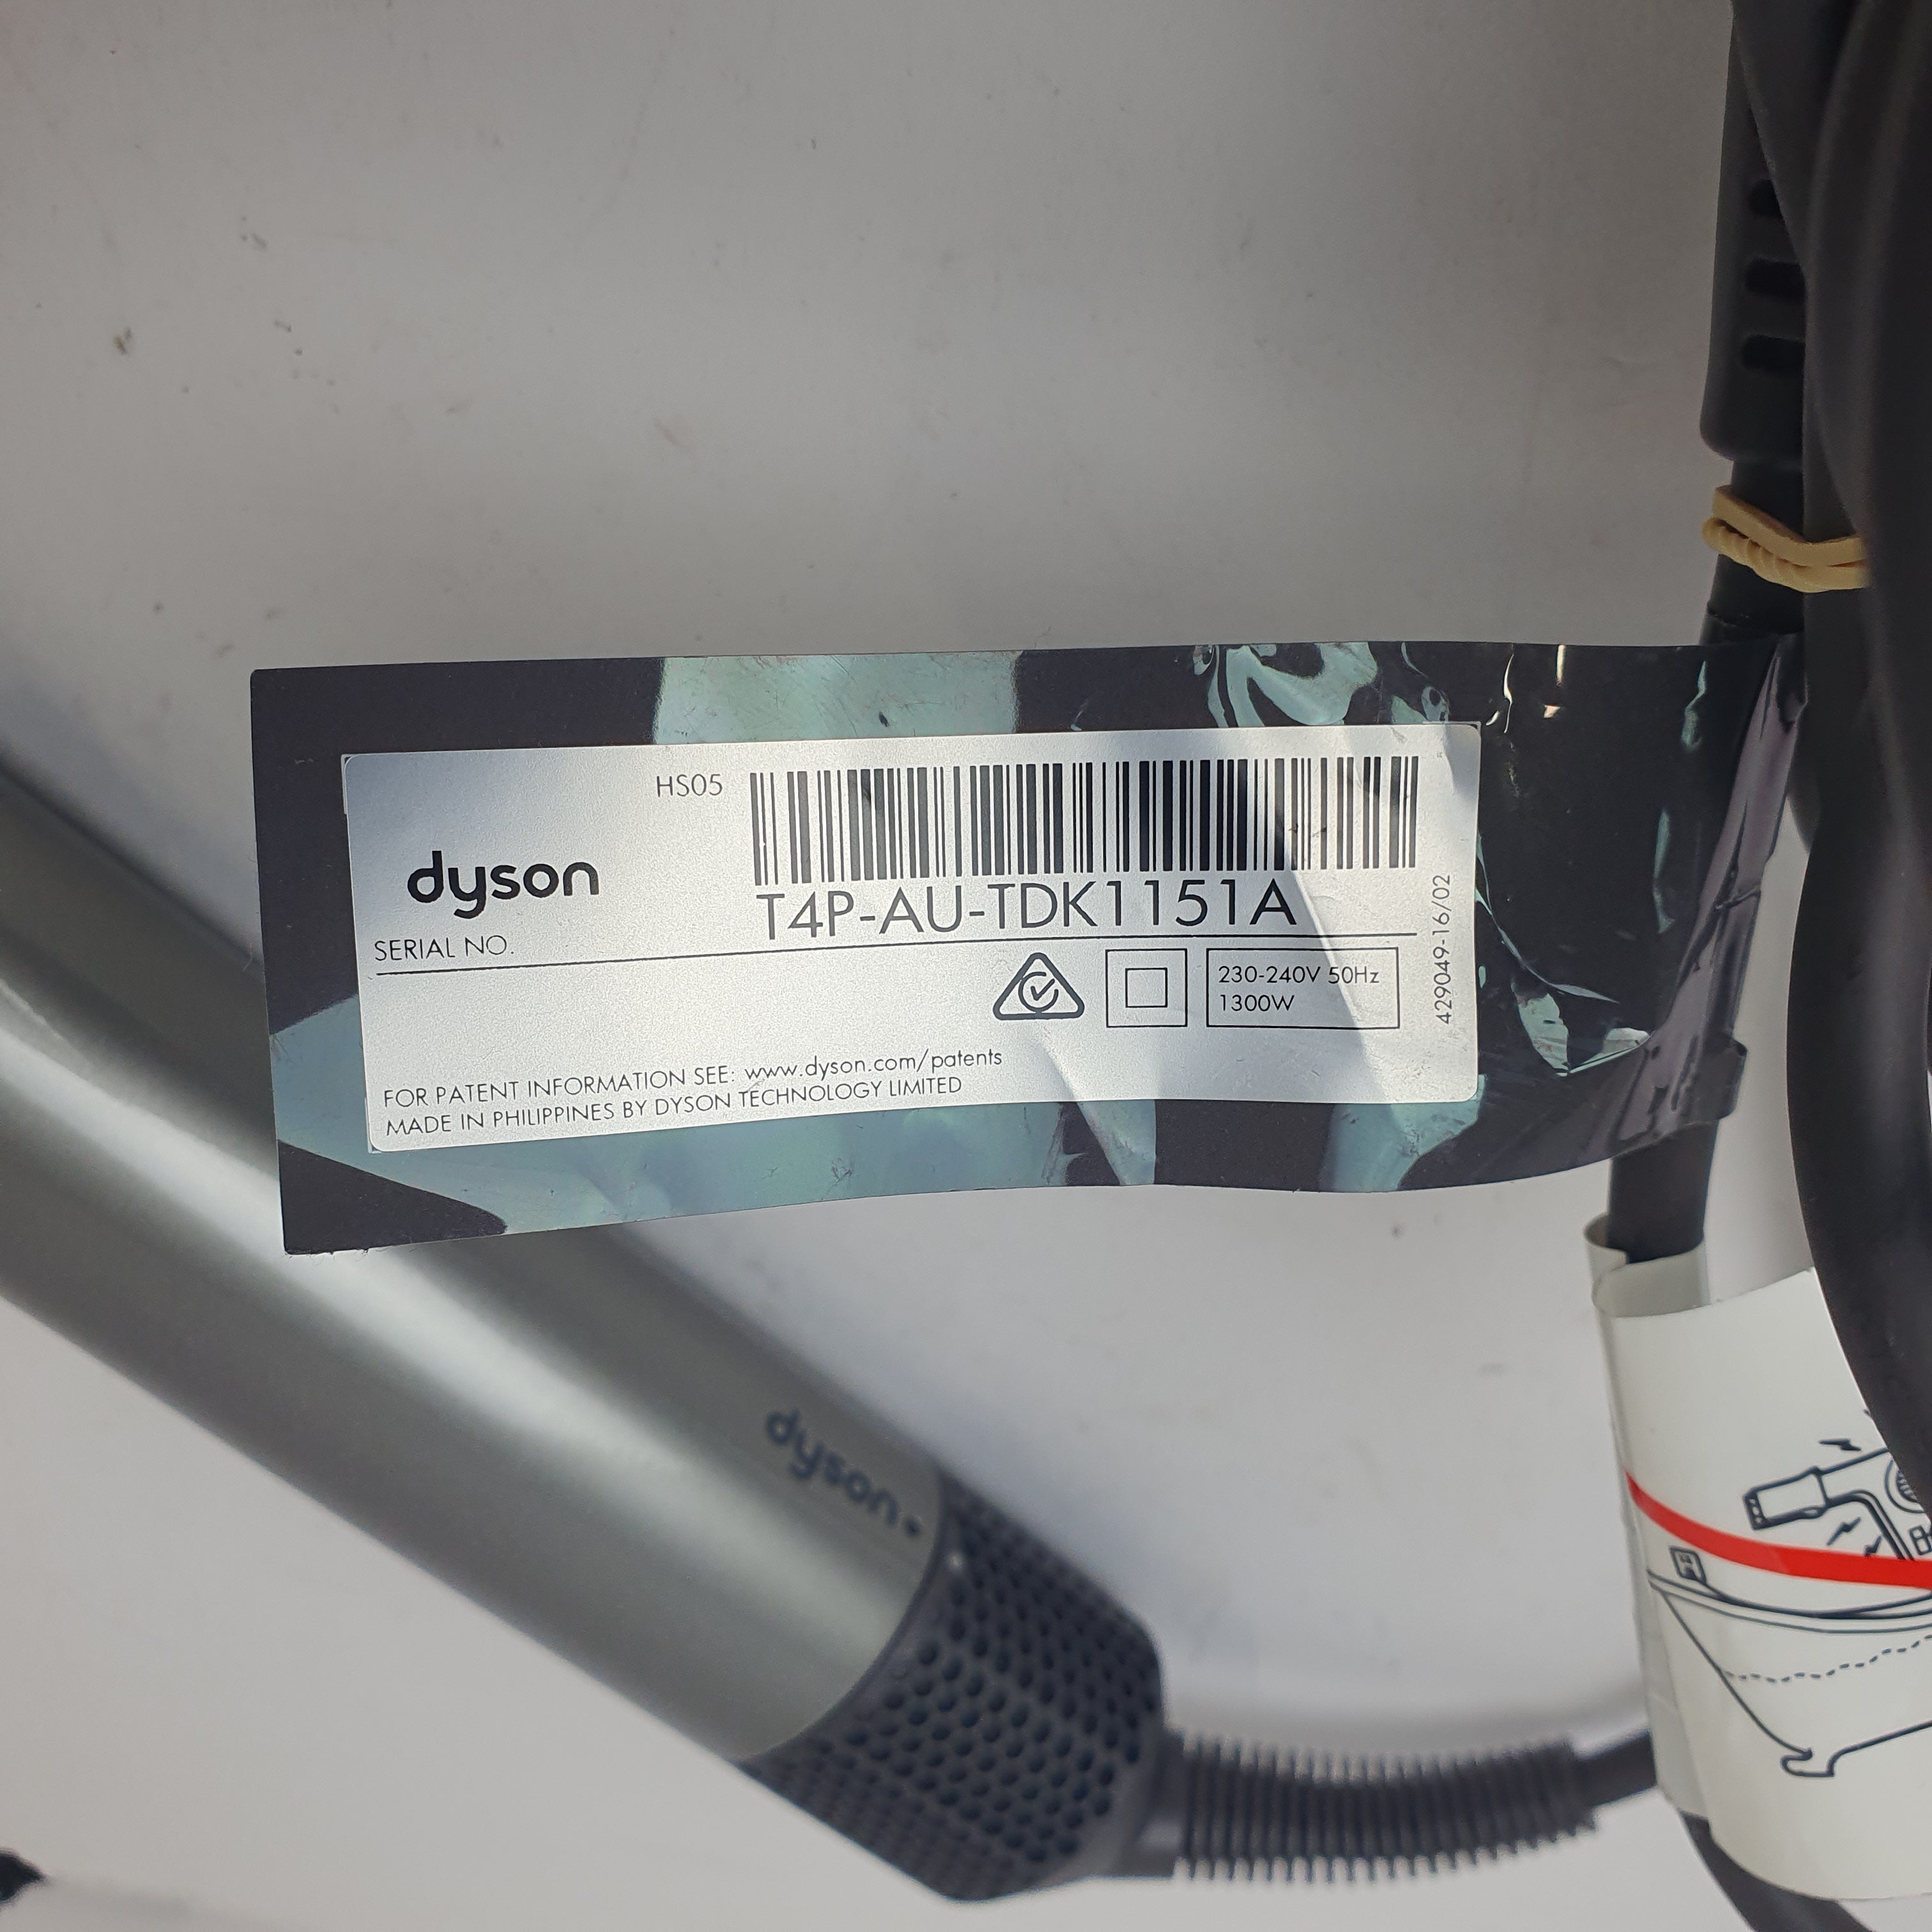 HS05
dyson
T4P-AU-TDK1151A
SERIAL NO.
230-240V 50Hz
1300W
429049-16/02
FOR PATENT INFORMATION SEE: www.dyson.com/patents
MADE IN PHILIPPINES BY DYSON TECHNOLOGY LIMITED
dyson
H